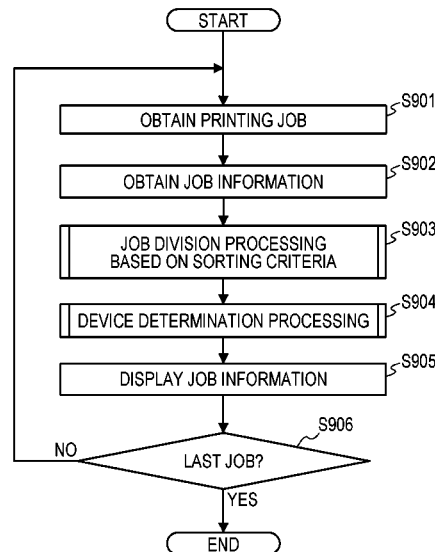 START
S901
OBTAIN PRINTING JOB
S902
OBTAIN JOB INFORMATION
S903
JOB DIVISION PROCESSING
BASED ON SORTING CRITERIA
S904
DEVICE DETERMINATION PROCESSING
S905
DISPLAY JOB INFORMATION
S906
NO
LAST JOB?
YES
END